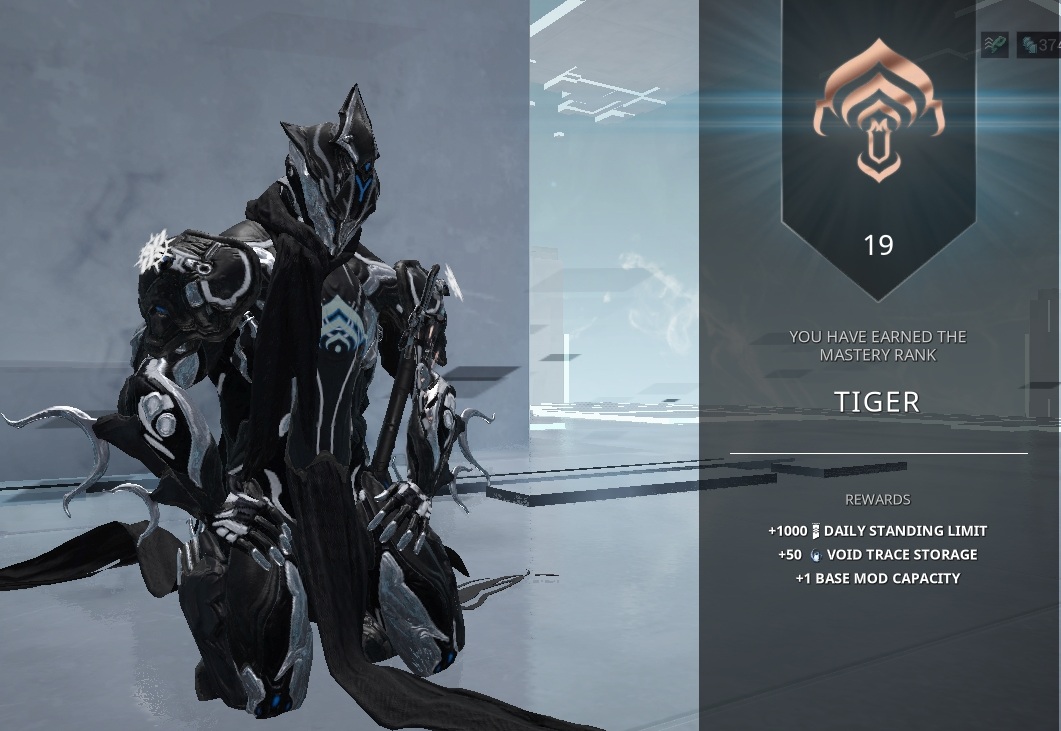 374
19
YOU HAVE EARNED THE
MASTERY RANK
TIGER
REWARDS
+1000 DAILY STANDING LIMIT
+50 VOID TRACE STORAGE
+1 BASE MOD CAPACITY